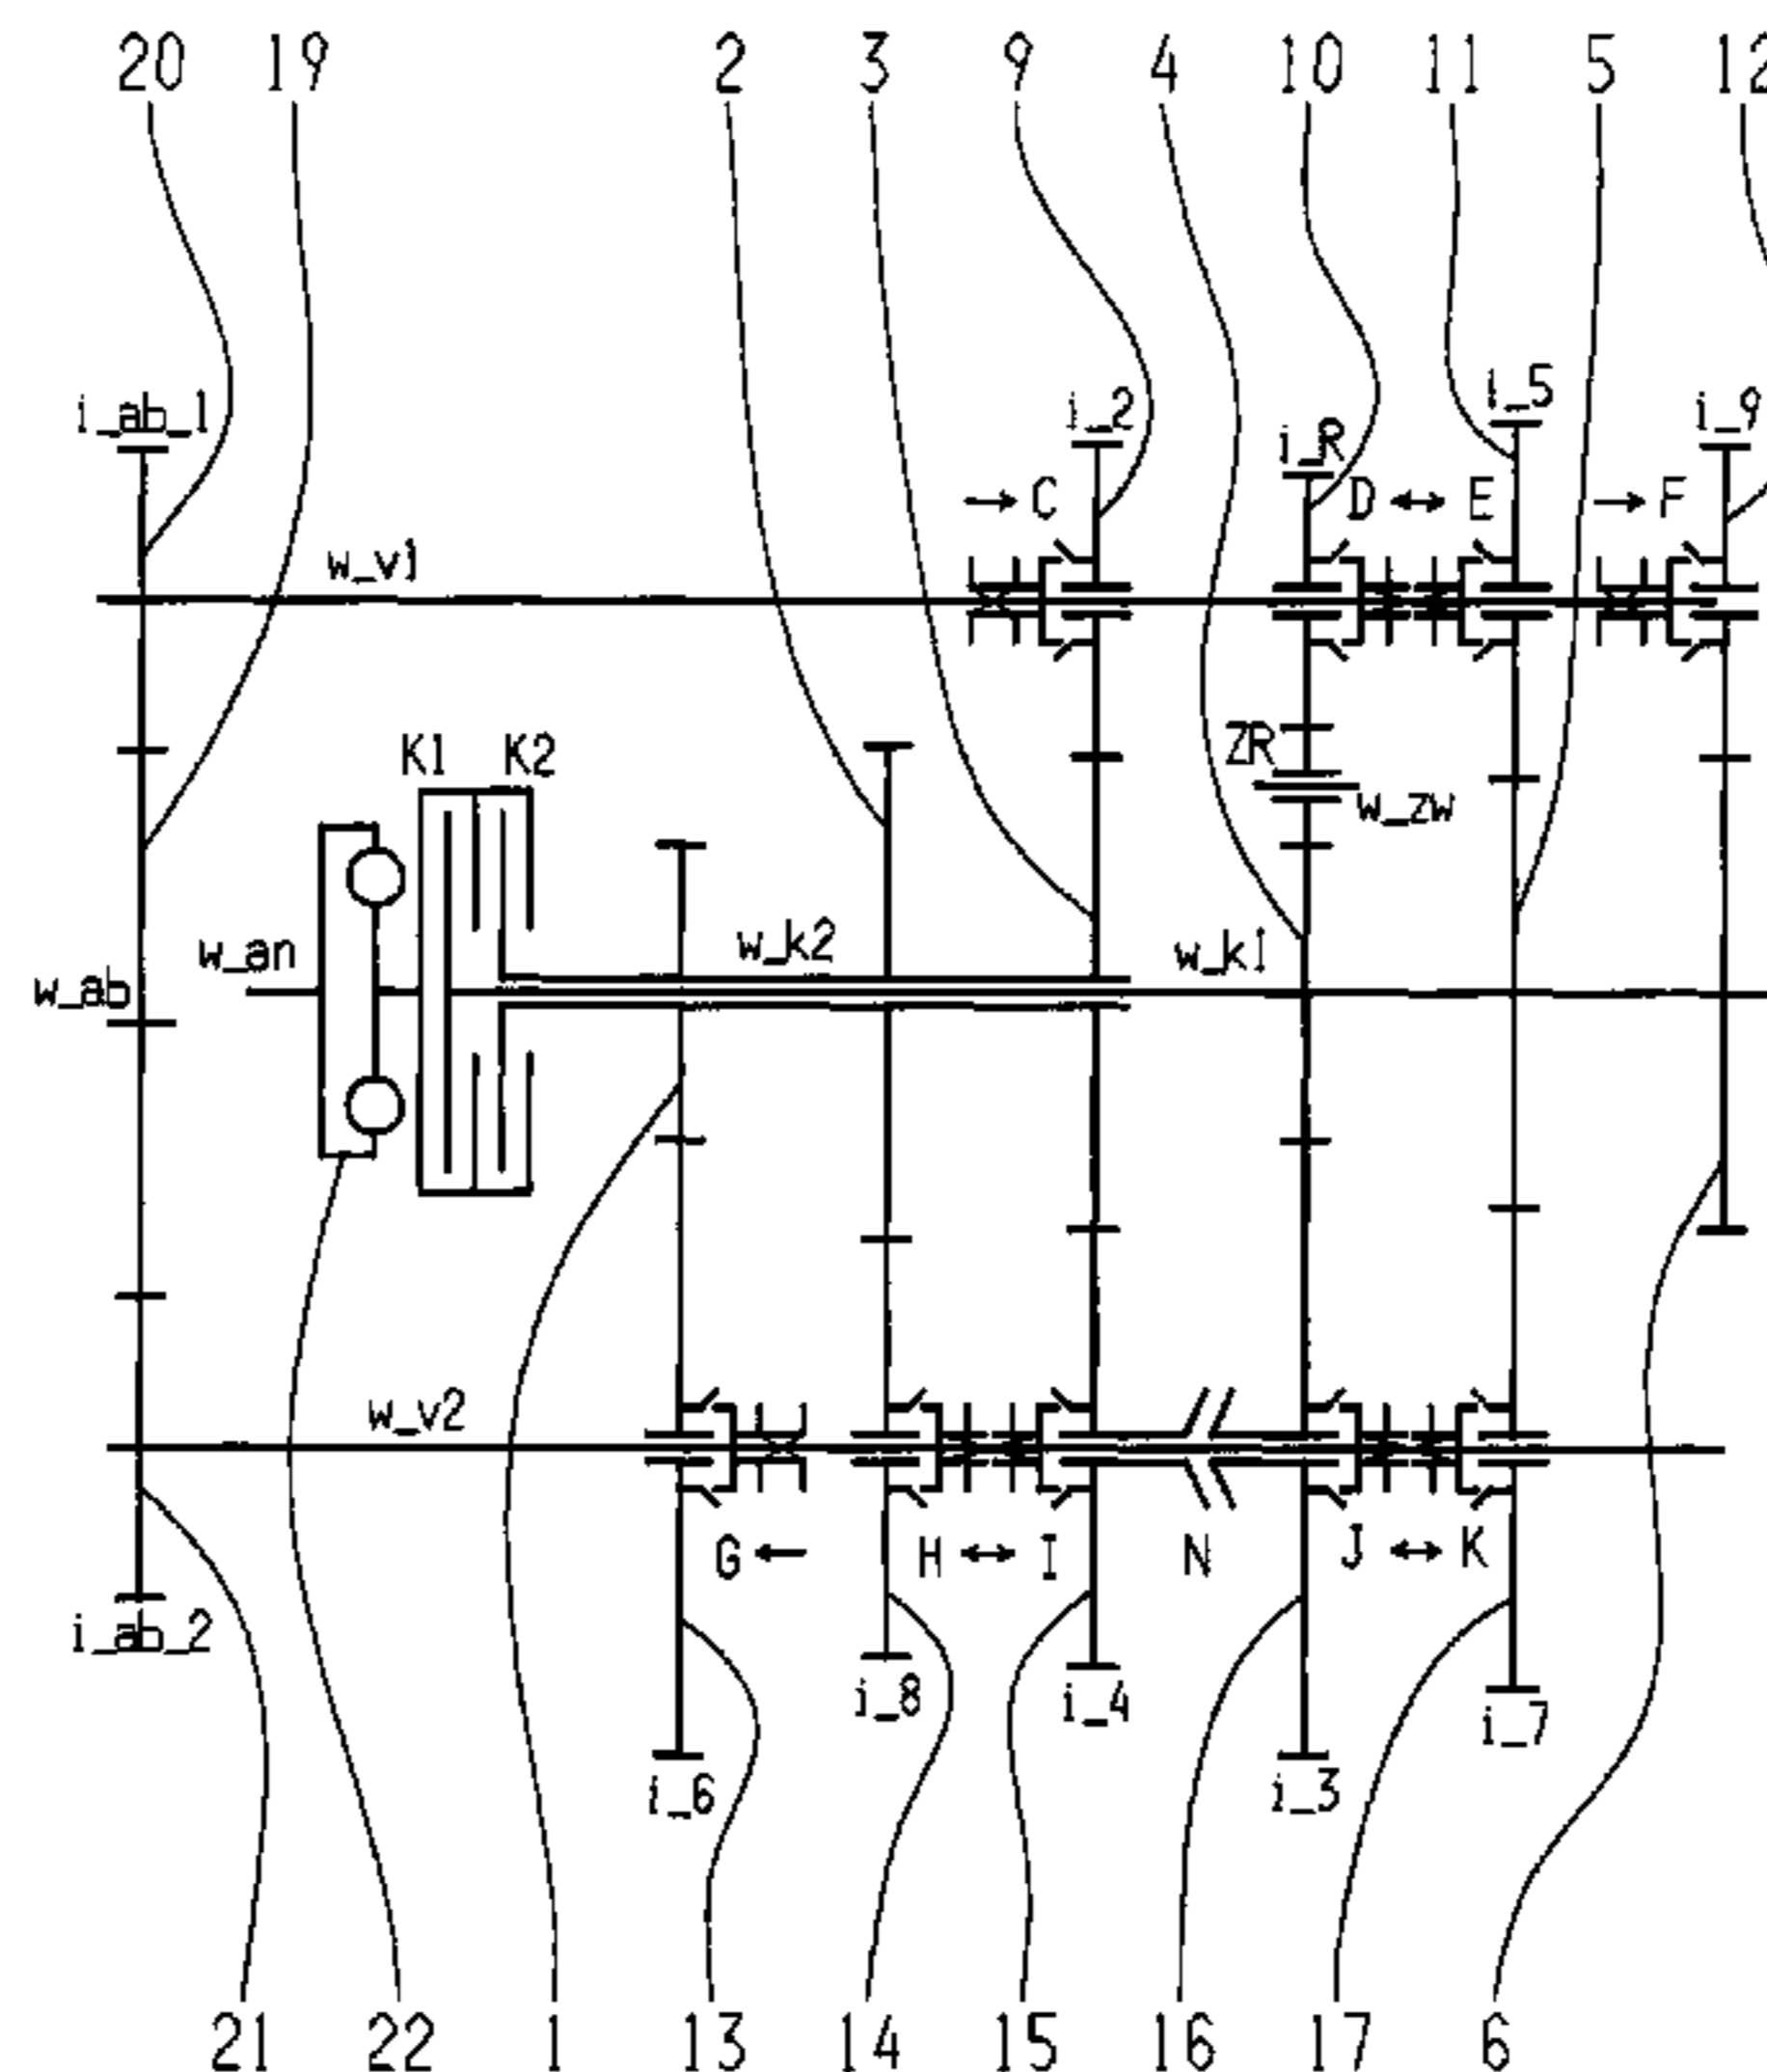 20 19 2 3 9 4 10 11 5 12
i_ab_1 i_2 i_R i_5 i_9
C D E F
w_v1
K1 K2 ZR w_zw
w_an w_k2 w_k1
w_ab
w_v2
G H I N J K
i_ab_2 i_8 i_4 i_7
i_6 i_3
21 22 1 13 14 15 16 17 6